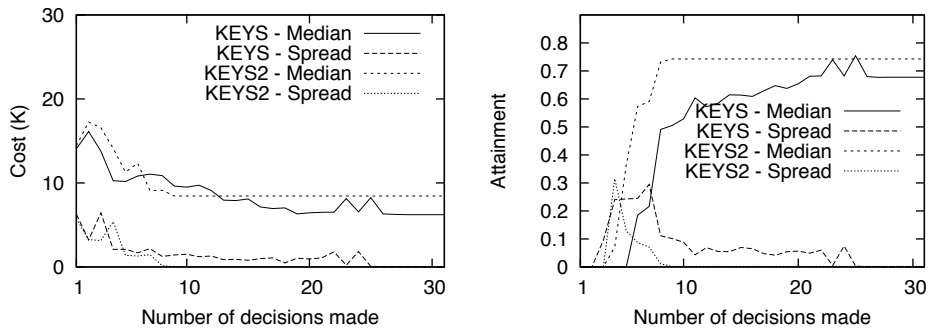 Cost (K)
30
20
10
0
KEYS - Median
KEYS - Spread
KEYS2 - Median
KEYS2 - Spread
1
10
20
30
Number of decisions made
Attainment
0.8
0.7
0.6
0.5
0.4
0.3
0.2
0.1
0
KEYS - Median
KEYS - Spread
KEYS2 - Median
KEYS2 - Spread
1
10
20
30
Number of decisions made